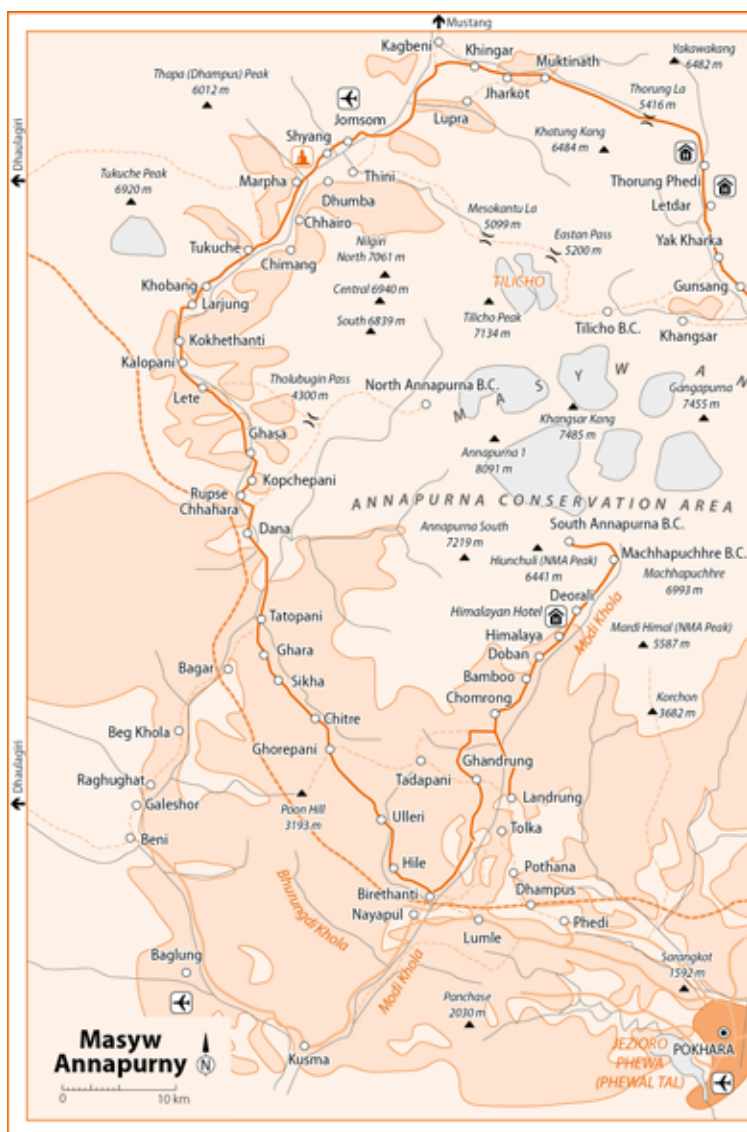 Mustang
Kagbeni
Khingar
Muktinath
Yakawakang
6482 m
Thapa (Dhampus) Peak
6012 m
Jharkot
Thorung La
5416 m
Jomsom
Lupra
Shyang
Khatung Kang
6484 m
Dhaulagiri
Marpha
Thini
Thorung Phedi
Tukuche Peak
6920 m
Dhumba
Letdar
Mesokantu La
5099 m
Chhairo
Eastan Pass
5200 m
Nilgiri
North 7061 m
Yak Kharka
Tukuche
Chimang
TILICHO
Gunsang
Khobang
Central 6940 m
Larjung
Tilicho Peak
7134 m
South 6839 m
Tilicho B.C.
Khangsar
Kokhethanti
Kalopani
Tholubugin Pass
4300 m
North Annapurna B.C.
MASYW AN
Gangapurna
7455 m
Lete
Khangsar Kang
7485 m
Ghasa
Annapurna 1
8091 m
Kopchepani
Rupse
Chhahara
ANNAPURNA CONSERVATION AREA
Dana
Annapurna South
7219 m
South Annapurna B.C.
Hiunchuli (NMA Peak)
6441 m
Machhapuchhre B.C.
Machhapuchhre
6993 m
Deorali
Himalayan Hotel
Tatopani
Himalaya
Modi Khola
Mardi Himal (NMA Peak)
5587 m
Ghara
Doban
Bagar
Sikha
Bamboo
Chomrong
Korchon
3682 m
Chitre
Beg Khola
Ghorepani
Ghandrung
Tadapani
Raghughat
Dhaulagiri
Galeshor
Poon Hill
3193 m
Landrung
Ulleri
Tolka
Beni
Hile
Pothana
Birethanti
Dhampus
Bhurungdi Khola
Nayapul
Phedi
Lumle
Baglung
Modi Khola
Sarangkot
1592 m
Panchase
2030 m
Masyw
Annapurny
N
Kusma
JEZIORO
PHEWA
(PHEWAL TAL)
POKHARA
0 10 km